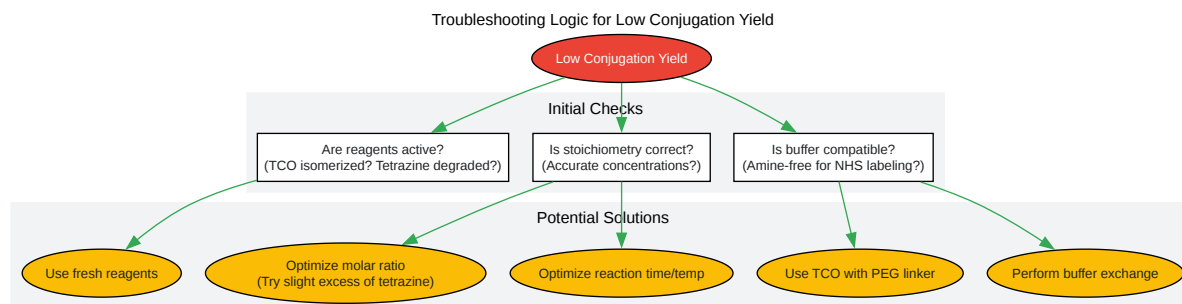 Troubleshooting Logic for Low Conjugation Yield
Low Conjugation Yield
Initial Checks
Are reagents active?
(TCO isomerized? Tetrazine degraded?)
Is stoichiometry correct?
(Accurate concentrations?)
Is buffer compatible?
(Amine-free for NHS labeling?)
Potential Solutions
Use fresh reagents
Optimize molar ratio
(Try slight excess of tetrazine)
Optimize reaction time/temp
Use TCO with PEG linker
Perform buffer exchange